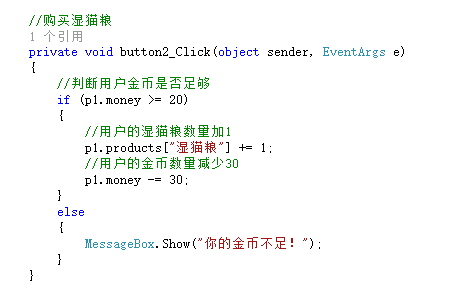 //购买湿猫粮
1 个引用
private void button2_Click(object sender, EventArgs e)
{
//判断用户金币是否足够
if (p1.money >= 20)
{
//用户的湿猫粮数量加1
p1.products["湿猫粮"] += 1;
//用户的金币数量减少30
p1.money -= 30;
}
else
{
MessageBox.Show("你的金币不足！");
}
}